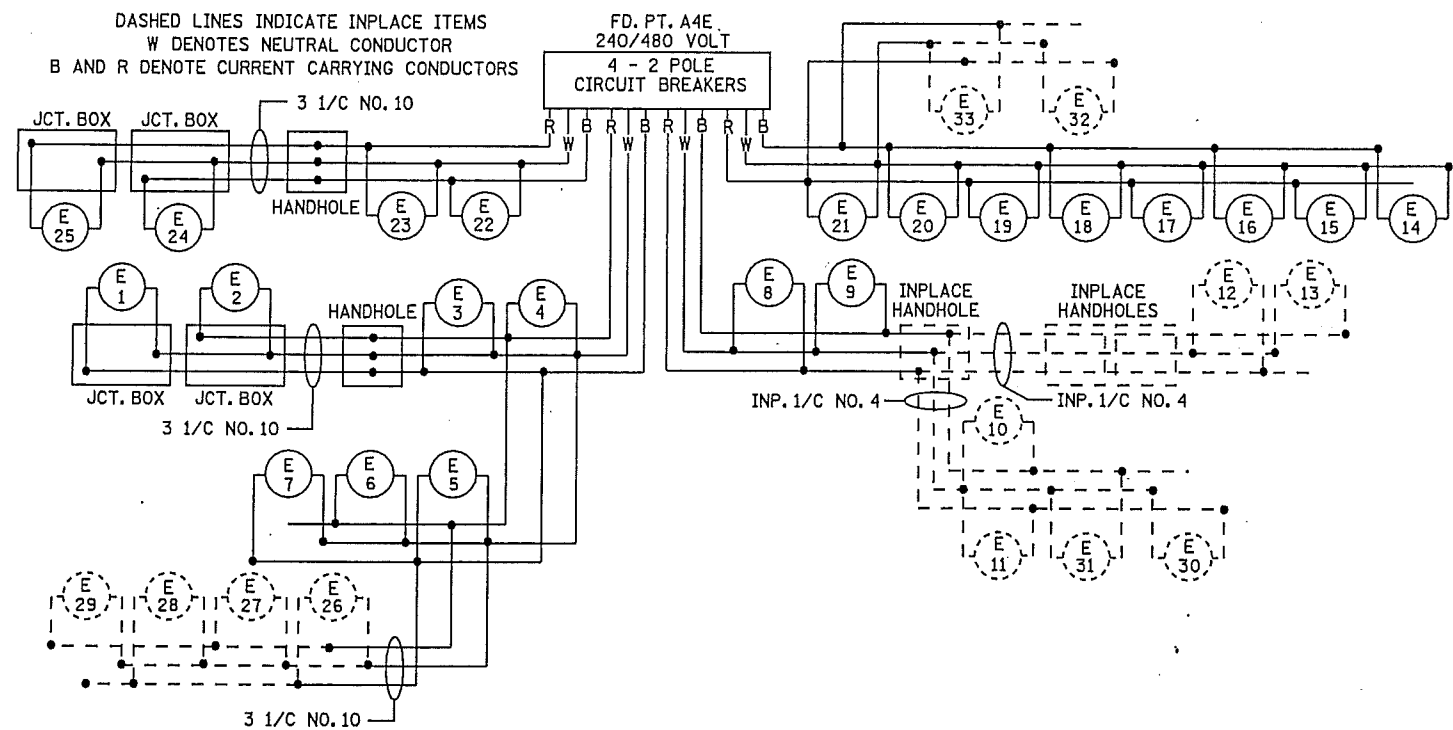 DASHED LINES INDICATE INPLACE ITEMS
W DENOTES NEUTRAL CONDUCTOR
B AND R DENOTE CURRENT CARRYING CONDUCTORS
FD. PT. A4E
240/480 VOLT
4 - 2 POLE
CIRCUIT BREAKERS
3 1/C NO. 10
JCT. BOX
JCT. BOX
R
W
B
R
W
B
R
W
B
R
W
B
E
33
E
32
HANDHOLE
E
25
E
24
E
23
E
22
E
21
E
20
E
19
E
18
E
17
E
16
E
15
E
14
E
1
E
2
HANDHOLE
E
3
E
4
E
8
E
9
INPLACE
HANDHOLE
INPLACE
HANDHOLES
E
12
E
13
JCT. BOX
JCT. BOX
3 1/C NO. 10
INP. 1/C NO. 4
INP. 1/C NO. 4
E
10
E
7
E
6
E
5
E
11
E
31
E
30
E
29
E
28
E
27
E
26
3 1/C NO. 10